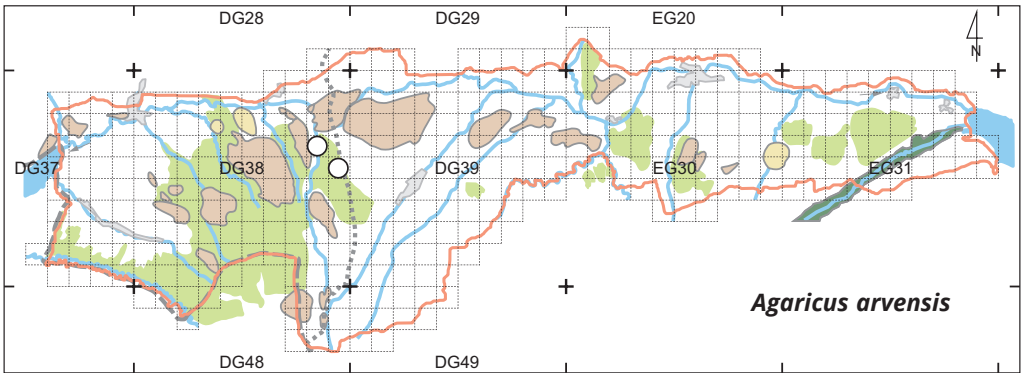 DG28 DG29 EG20
N
DG37 DG38 DG39 EG30 EG31
Agaricus arvensis
DG48 DG49